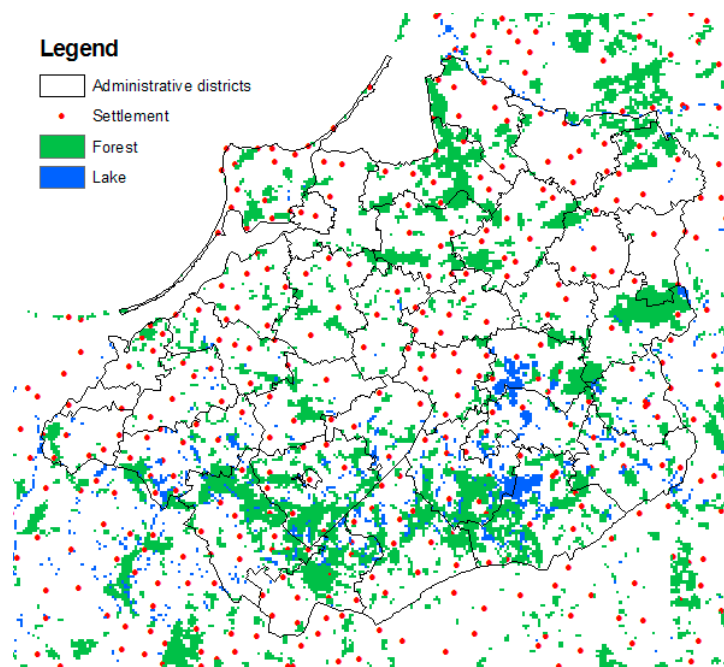 Legend
Administrative districts
Settlement
Forest
Lake